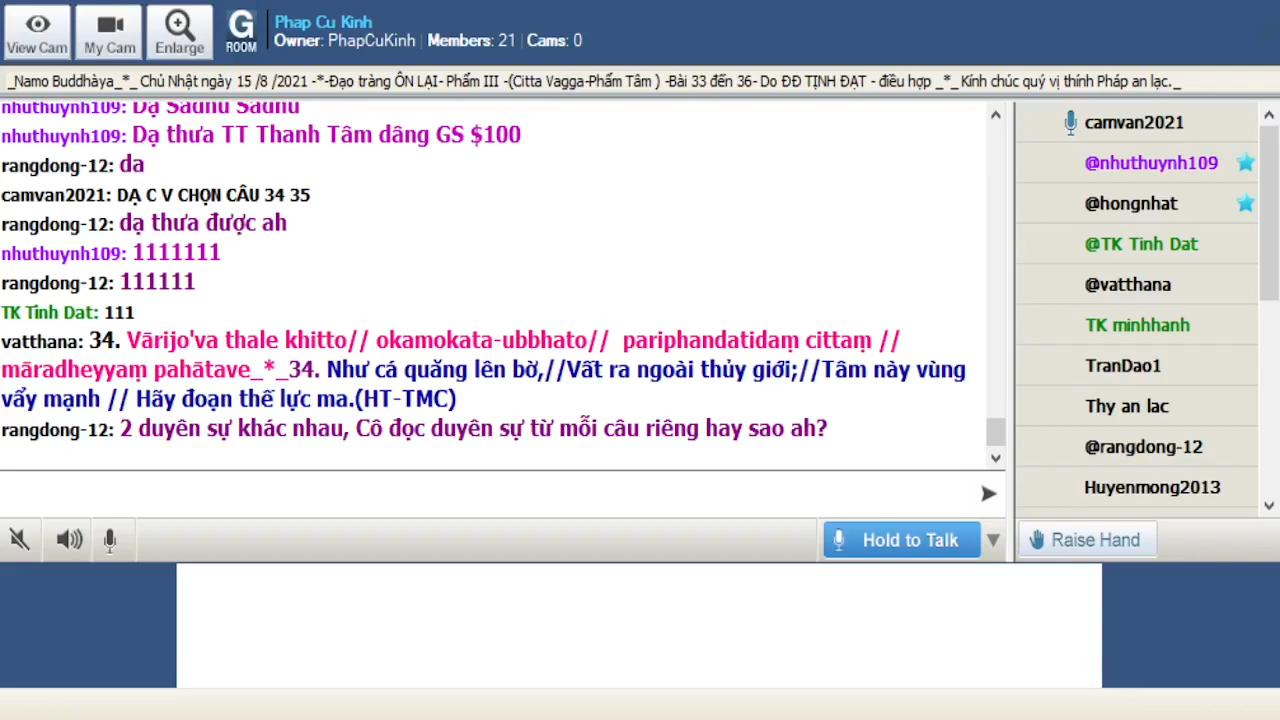 View Cam
My Cam
Enlarge
G
ROOM
Phap Cu Kinh
Owner: PhapCuKinh | Members: 21 | Cams: 0
_Namo Buddhàya_*_ Chủ Nhật ngày 15 /8 /2021 -*-Đạo tràng ÔN LẠI- Phẩm III -(Citta Vagga-Phẩm Tâm ) -Bài 33 đến 36- Do ĐĐ TỊNH ĐẠT - điều hợp _*_ Kính chúc quý vị thính Pháp an lạc._
nhuthuynh109: Dạ Sadhu Sadhu
nhuthuynh109: Dạ thưa TT Thanh Tâm dâng GS $100
rangdong-12: da
camvan2021: DẠ C V CHỌN CÂU 34 35
rangdong-12: dạ thưa được ah
nhuthuynh109: 1111111
rangdong-12: 111111
TK Tinh Dat: 111
vatthana: 34. Vārijo'va thale khitto// okamokata-ubbhato// pariphandatidaṃ cittaṃ //
māradheyyaṃ pahātave_*_34. Như cá quăng lên bờ,//Vất ra ngoài thủy giới;//Tâm này vùng
vẩy mạnh // Hãy đoạn thế lực ma.(HT-TMC)
rangdong-12: 2 duyên sự khác nhau, Cô đọc duyên sự từ mỗi câu riêng hay sao ah?
camvan2021
@nhuthuynh109
@hongnhat
@TK Tinh Dat
@vatthana
TK minhhanh
TranDao1
Thy an lac
@rangdong-12
Huyenmong2013
Hold to Talk
Raise Hand